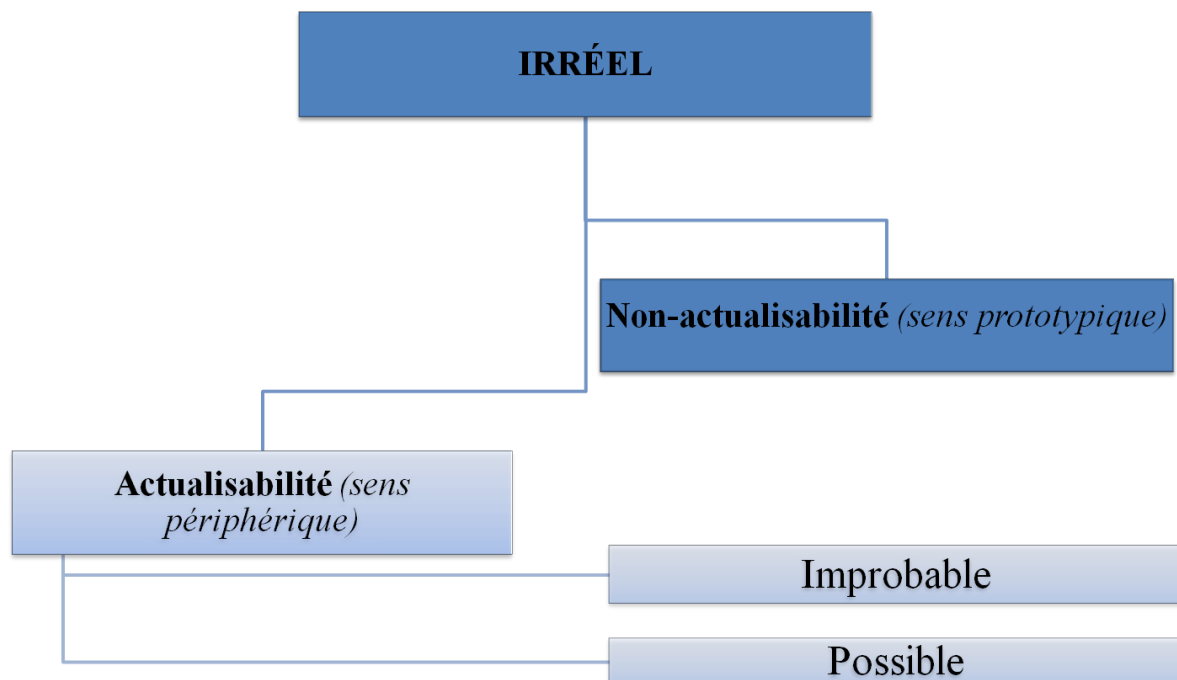 IRRÉEL
Non-actualisabilité (sens prototypique)
Actualisabilité (sens
périphérique)
Improbable
Possible